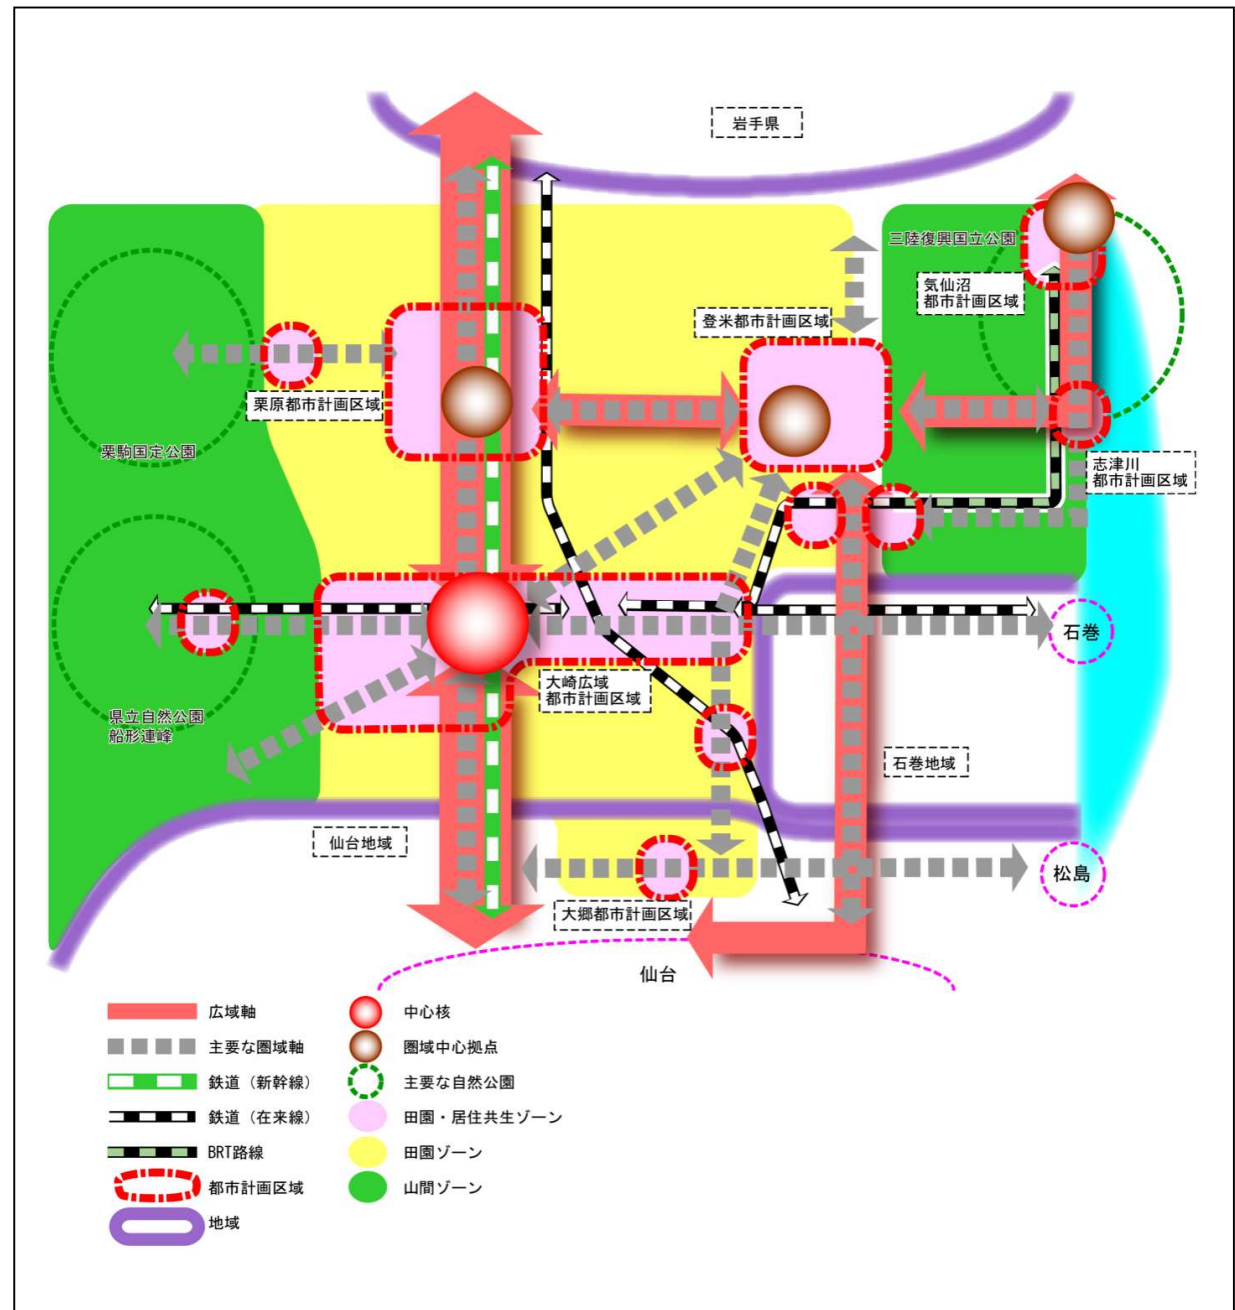 岩手県
三陸復興国立公園
気仙沼
都市計画区域
登米都市計画区域
栗原都市計画区域
栗駒国定公園
志津川
都市計画区域
石巻
大崎広域
都市計画区域
県立自然公園
船形連峰
石巻地域
仙台地域
松島
大郷都市計画区域
仙台
広域軸
主要な圏域軸
鉄道（新幹線）
鉄道（在来線）
BRT路線
都市計画区域
地域
中心核
圏域中心拠点
主要な自然公園
田園・居住共生ゾーン
田園ゾーン
山間ゾーン